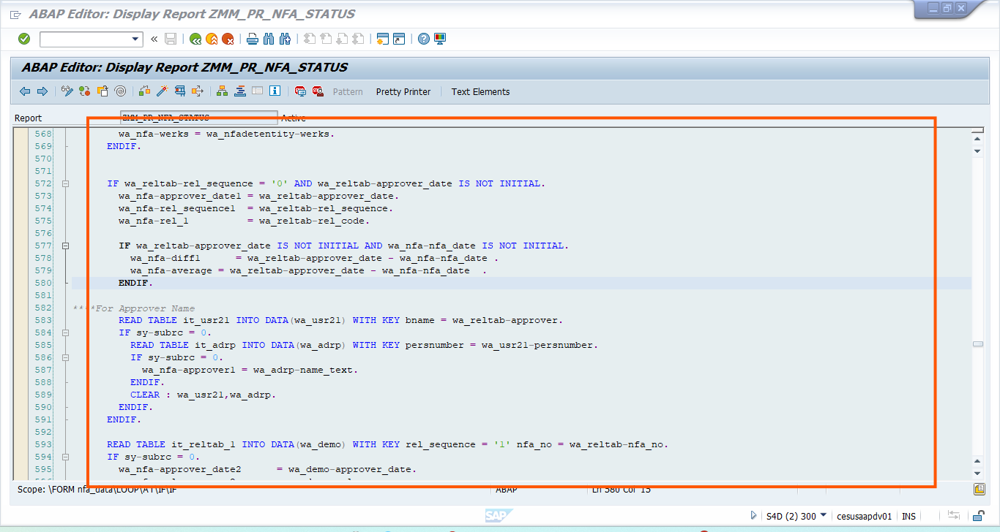 ABAP Editor: Display Report ZMM_PR_NFA_STATUS
ABAP Editor: Display Report ZMM_PR_NFA_STATUS
Pattern Pretty Printer Text Elements
Report ZMM_PR_NFA_STATUS Active
568 wa_nfa-werks = wa_nfadetentity-werks.
569 ENDIF.
570
571
572 IF wa_reltab-rel_sequence = '0' AND wa_reltab-approver_date IS NOT INITIAL.
573 wa_nfa-approver_date1 = wa_reltab-approver_date.
574 wa_nfa-rel_sequence1 = wa_reltab-rel_sequence.
575 wa_nfa-rel_1 = wa_reltab-rel_code.
576
577 IF wa_reltab-approver_date IS NOT INITIAL AND wa_nfa-nfa_date IS NOT INITIAL.
578 wa_nfa-diff1 = wa_reltab-approver_date - wa_nfa-nfa_date .
579 wa_nfa-average = wa_reltab-approver_date - wa_nfa-nfa_date .
580 ENDIF.
581
582 ****For Approver Name
583 READ TABLE it_usr21 INTO DATA(wa_usr21) WITH KEY bname = wa_reltab-approver.
584 IF sy-subrc = 0.
585 READ TABLE it_adrp INTO DATA(wa_adrp) WITH KEY persnumber = wa_usr21-persnumber.
586 IF sy-subrc = 0.
587 wa_nfa-approver1 = wa_adrp-name_text.
588 ENDIF.
589 CLEAR : wa_usr21,wa_adrp.
590 ENDIF.
591 ENDIF.
592
593 READ TABLE it_reltab_1 INTO DATA(wa_demo) WITH KEY rel_sequence = '1' nfa_no = wa_reltab-nfa_no.
594 IF sy-subrc = 0.
595 wa_nfa-approver_date2 = wa_demo-approver_date.
Scope: \FORM nfa_data\LOOP\AT\IF\IF ABAP Ln 580 Col 15
SAP S4D (2) 300 cesusaapdv01 INS